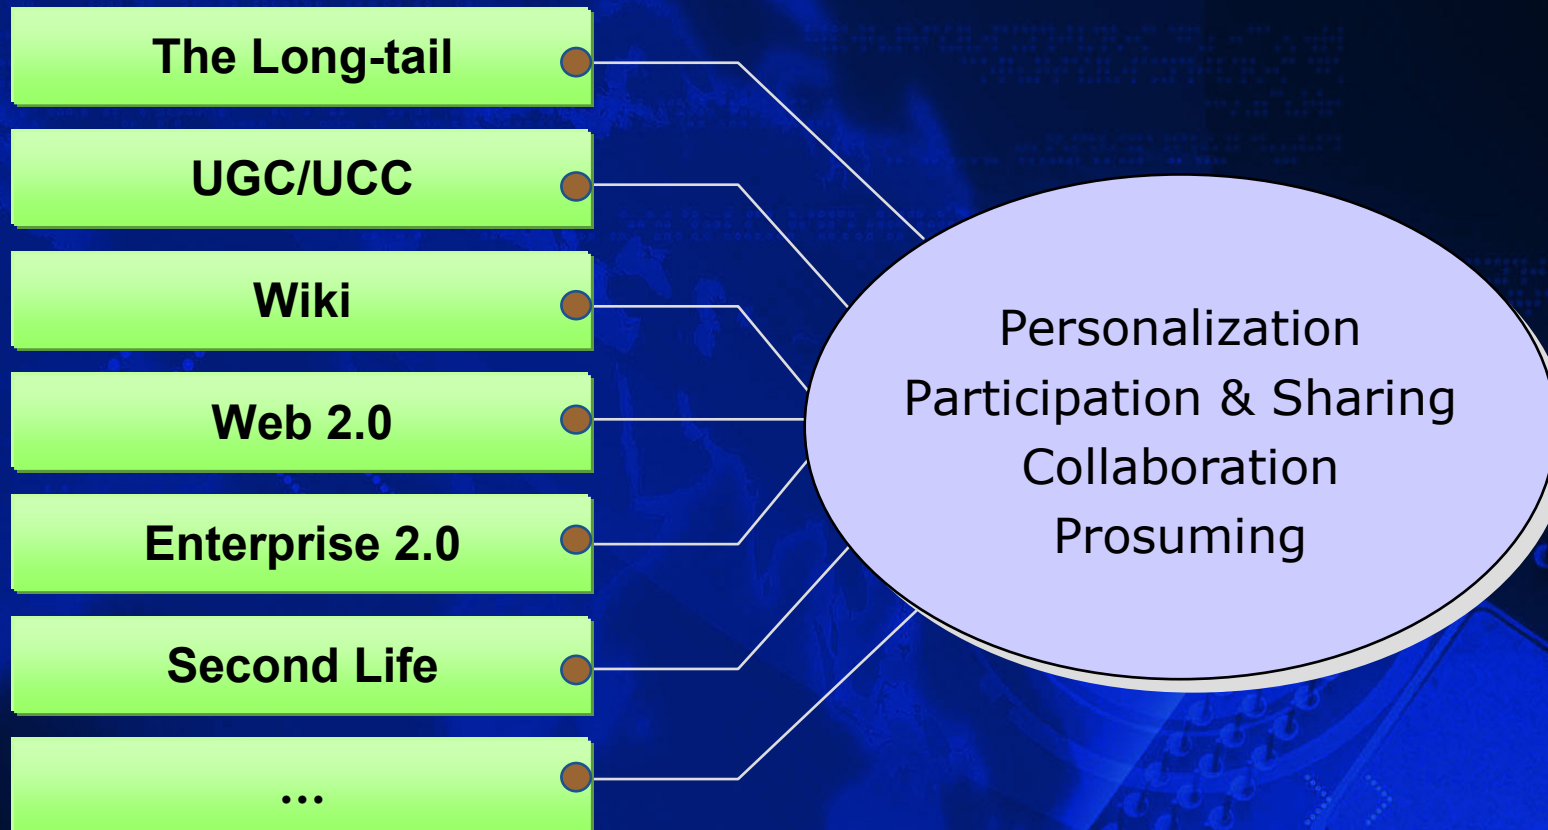 The Long-tail
UGC/UCC
Wiki
Web 2.0
Enterprise 2.0
Second Life
...
Personalization
Participation & Sharing
Collaboration
Prosuming